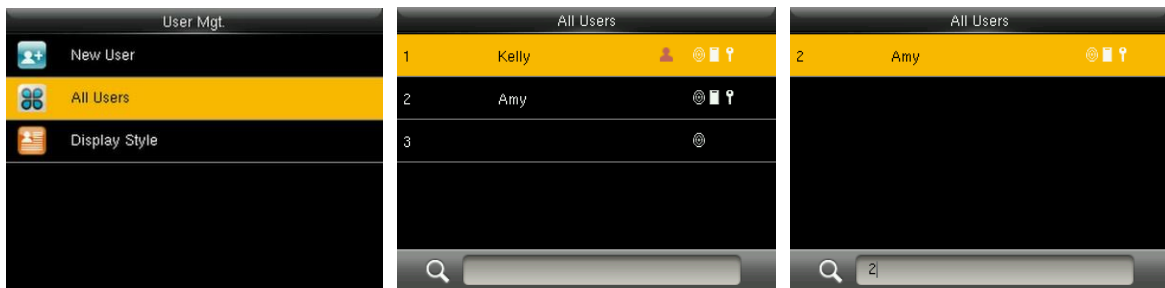 User Mgt.
New User
All Users
Display Style
All Users
1 Kelly
2 Amy
3
All Users
2 Amy
2